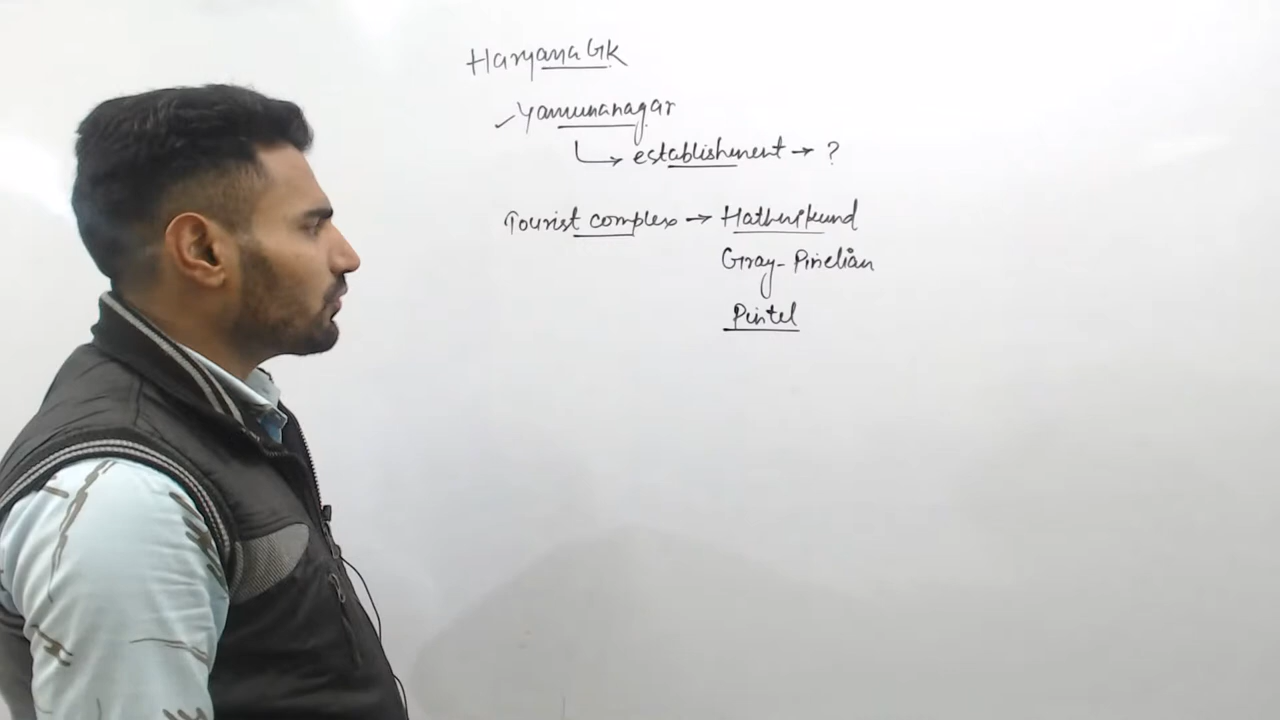 Haryana GK
✓ Yamunanagar
↳ establishment → ?
Tourist complex → Hathnikund
Gray-Pinelian
Pintel